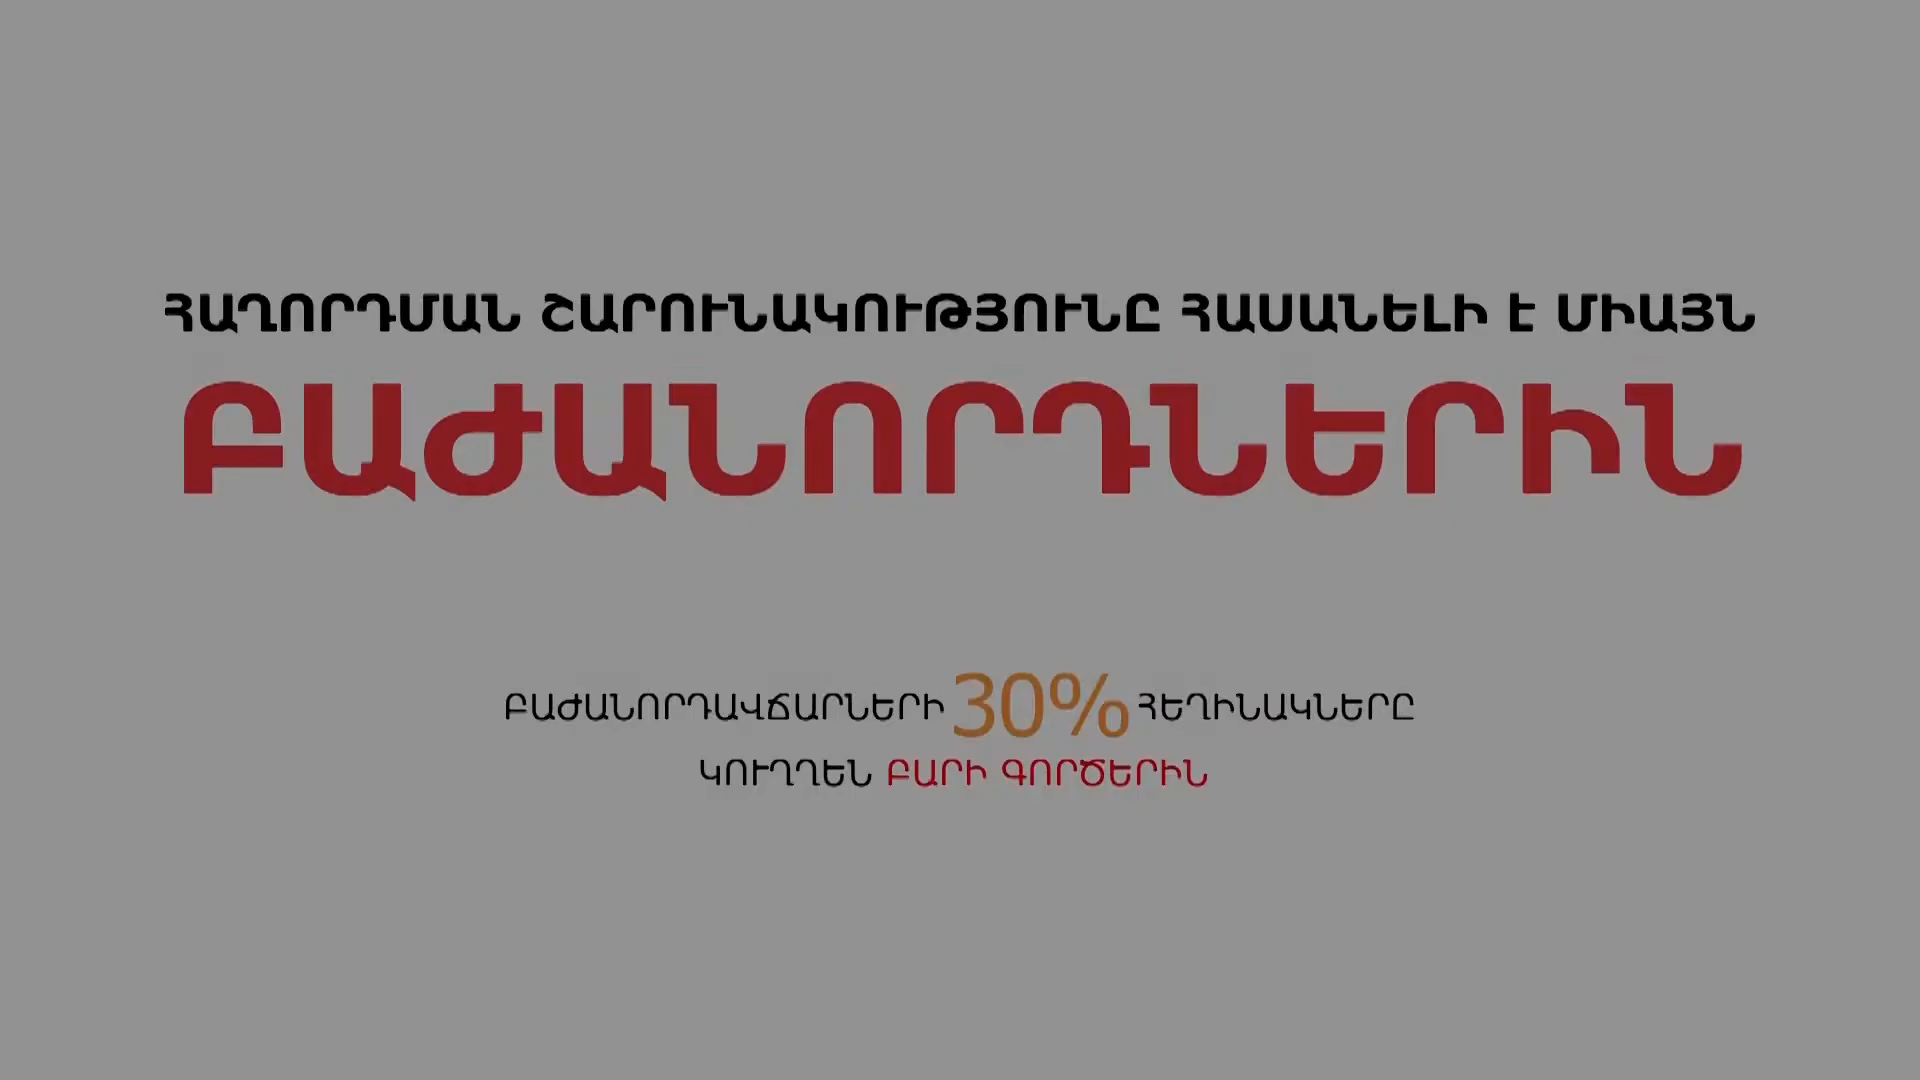 ՀԱՂՈՐԴՄԱՆ ՇԱՐՈՒՆԱԿՈՒԹՅՈՒՆԸ ՀԱՍԱՆԵԼԻ Է ՄԻԱՅՆ
ԲԱԺԱՆՈՐԴՆԵՐԻՆ
ԲԱԺԱՆՈՐԴԱՎՃԱՐՆԵՐԻ 30% ՀԵՂԻՆԱԿՆԵՐԸ
ԿՈՒՂՂԵՆ ԲԱՐԻ ԳՈՐԾԵՐԻՆ